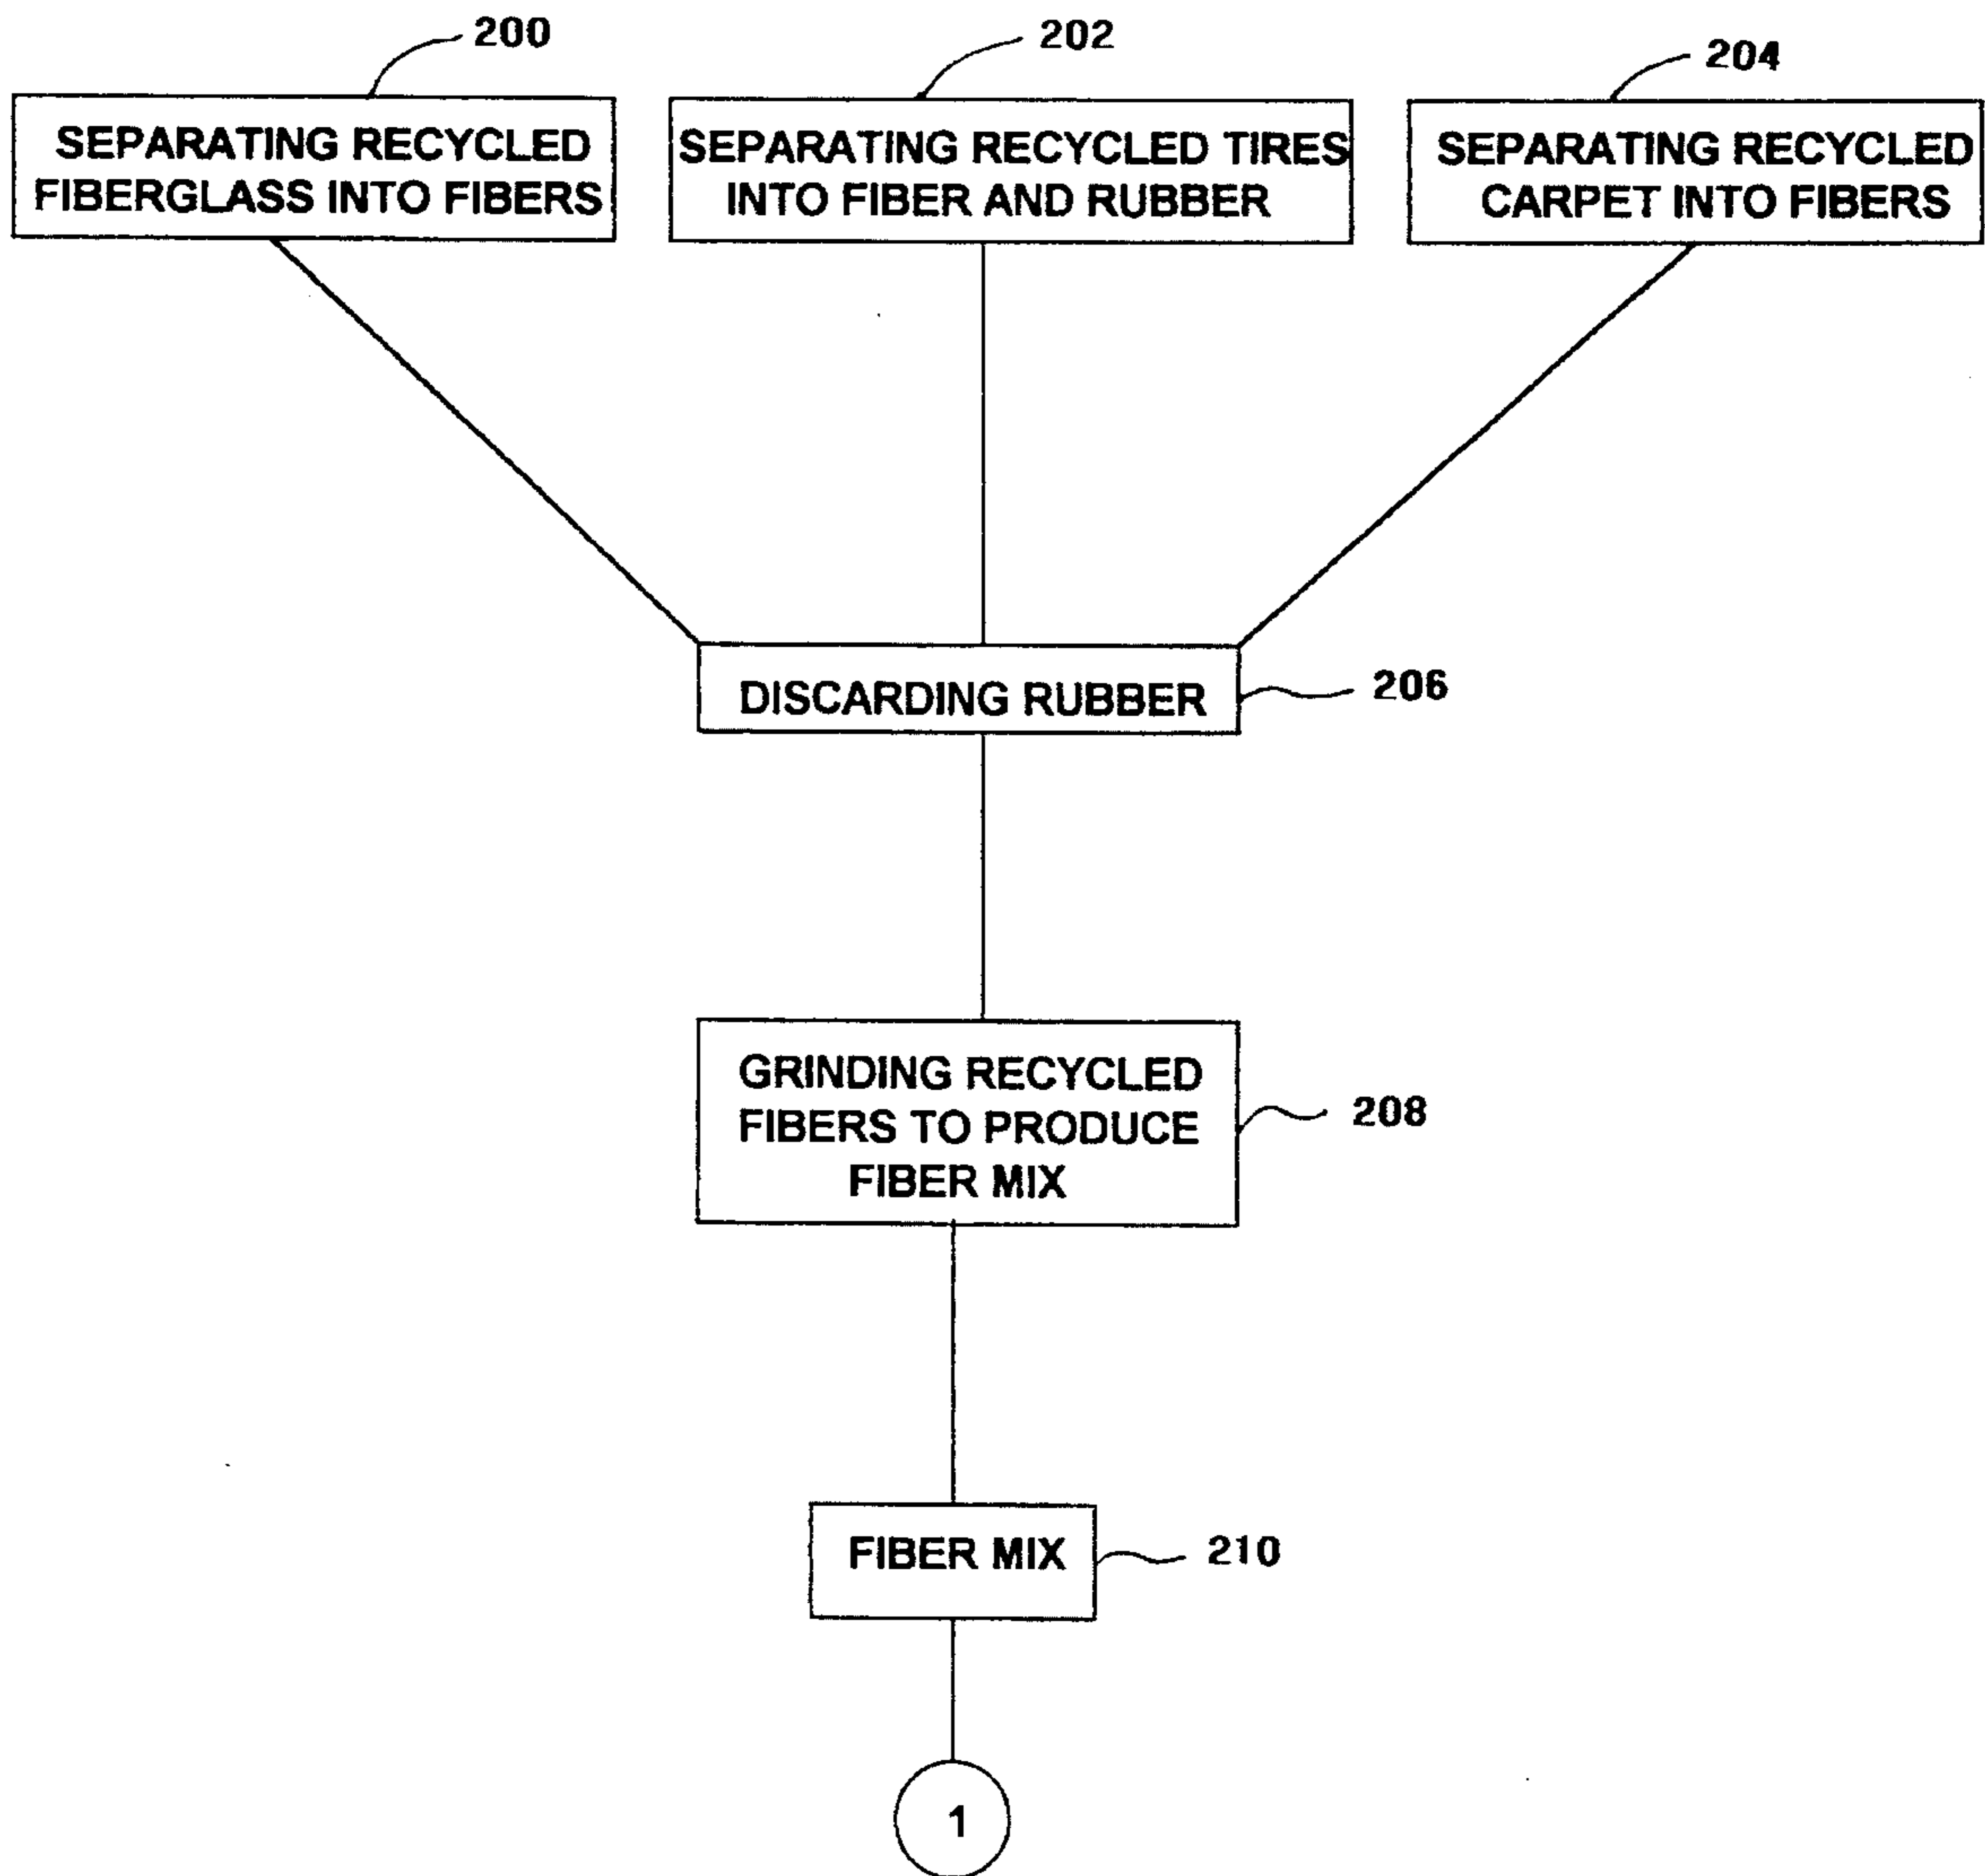 200
202
204
SEPARATING RECYCLED
FIBERGLASS INTO FIBERS
SEPARATING RECYCLED TIRES
INTO FIBER AND RUBBER
SEPARATING RECYCLED
CARPET INTO FIBERS
DISCARDING RUBBER
206
GRINDING RECYCLED
FIBERS TO PRODUCE
FIBER MIX
208
FIBER MIX
210
1